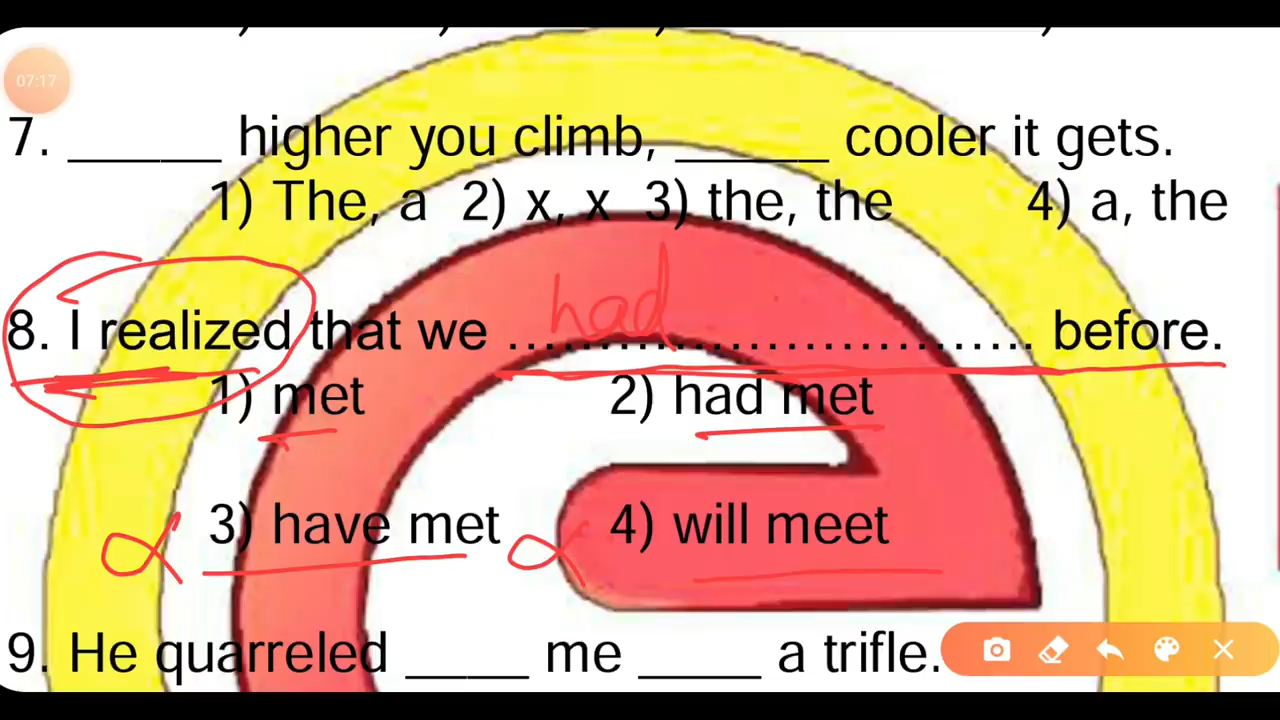 07:17
7. ______ higher you climb, ______ cooler it gets.
1) The, a 2) x, x 3) the, the 4) a, the
had
8. I realized that we ................................ before.
1) met 2) had met
3) have met 4) will meet
9. He quarreled _____ me _____ a trifle.